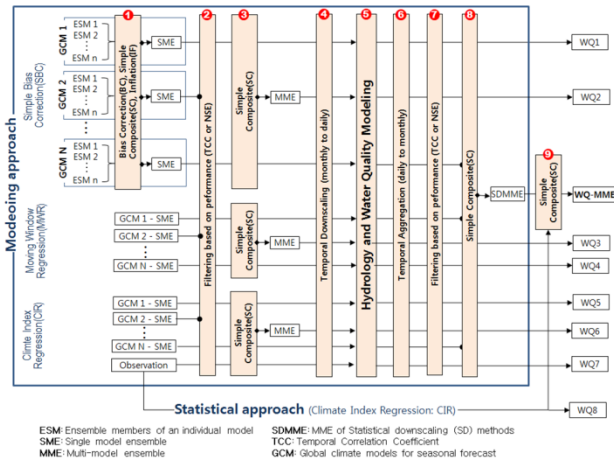 Modeoing approach
Simple Bias
Correction(SBC)
Moving Window
Regression(MWR)
Climte Index
Regression(CIR)
GCM 1
ESM 1
ESM 2
ESM n
GCM 2
ESM 1
ESM 2
ESM n
GCM N
ESM 1
ESM 2
ESM n
1
Bias Correction(BC), Simple
Composite(SC), Inflation(IF)
SME
SME
SME
2
Filtering based on peformance (TCC or NSE)
3
Simple
Composite(SC)
MME
4
Temporal Downscaling (monthly to daily)
5
Hydrology and Water Quality Modeling
6
Temporal Aggregation (daily to monthly)
7
Filtering based on peformance (TCC or NSE)
8
Simple Composite(SC)
SDMME
9
Simple
Composite(SC)
WQ1
WQ2
WQ-MME
GCM 1 - SME
GCM 2 - SME
GCM N - SME
Simple
Composite(SC)
MME
WQ3
WQ4
GCM 1 - SME
GCM 2 - SME
GCM N - SME
Observation
Simple
Composite(SC)
MME
WQ5
WQ6
WQ7
WQ8
Statistical approach (Climate Index Regression: CIR)
ESM: Ensemble members of an individual model
SME: Single model ensemble
MME: Multi-model ensemble
SDMME: MME of Statistical downscaling (SD) methods
TCC: Temporal Correlation Coefficient
GCM: Global climate models for seasonal forecast